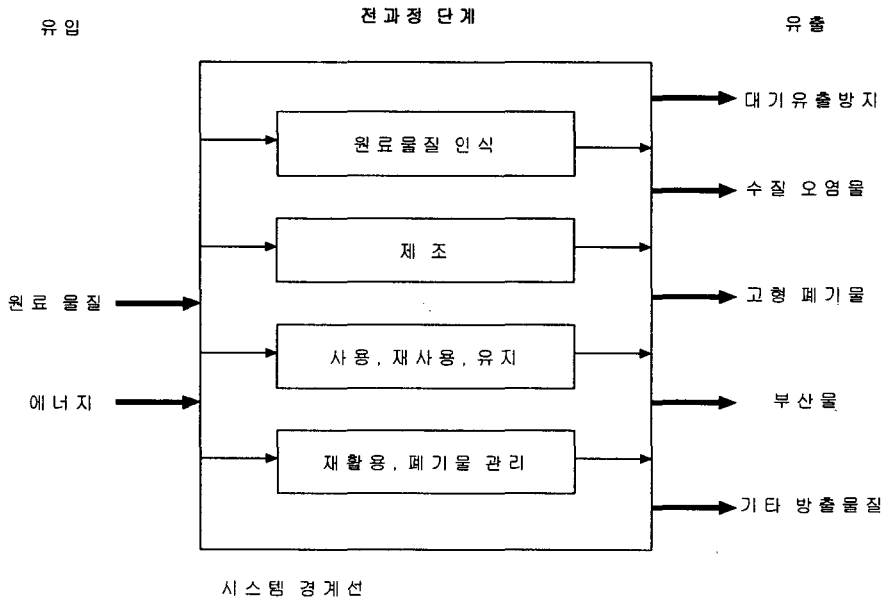 유입
전과정 단계
유출
원료물질 인식
제조
사용, 재사용, 유지
재활용, 폐기물 관리
원료 물질
에너지
대기유출방지
수질 오염물
고형 폐기물
부산물
기타 방출물질
시스템 경계선